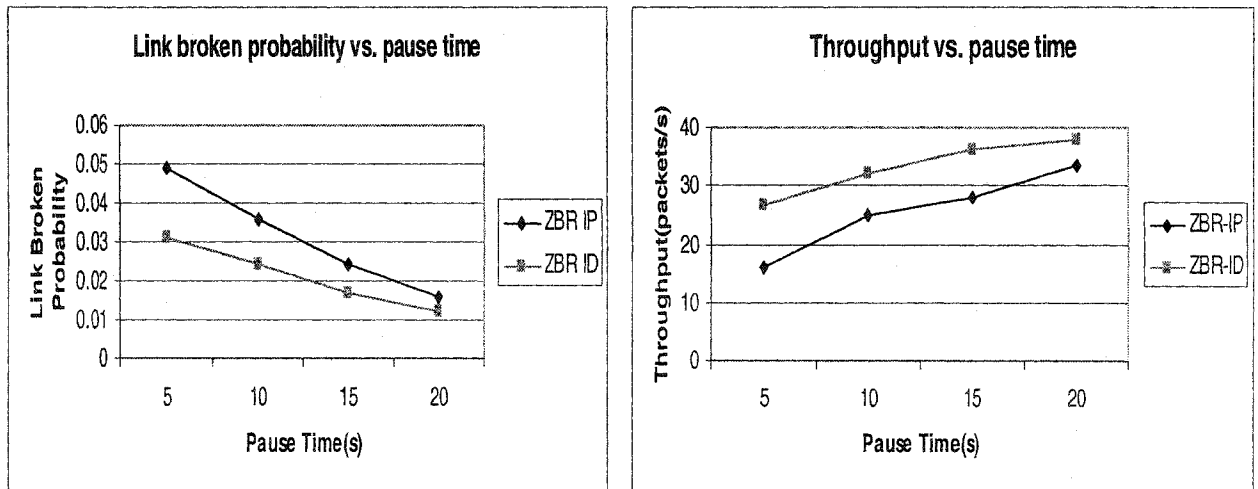 Link broken probability vs. pause time
Link Broken
Probability
0.06
0.05
0.04
0.03
0.02
0.01
0
5 10 15 20
Pause Time(s)
ZBR IP
ZBR ID
Throughput vs. pause time
Throughput(packets/s)
40
30
20
10
0
5 10 15 20
Pause Time(s)
ZBR-IP
ZBR-ID